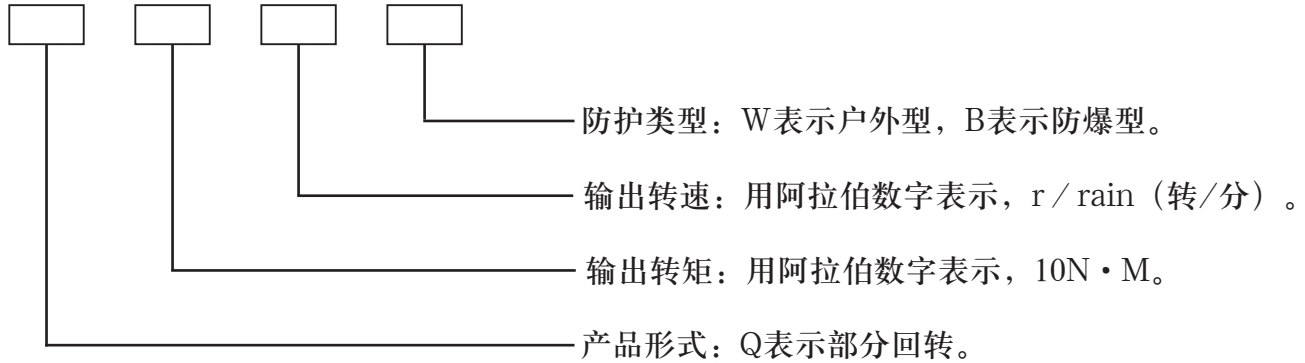 防护类型：W表示户外型，B表示防爆型。
输出转速：用阿拉伯数字表示，r／rain（转/分）。
输出转矩：用阿拉伯数字表示，10N·M。
产品形式：Q表示部分回转。